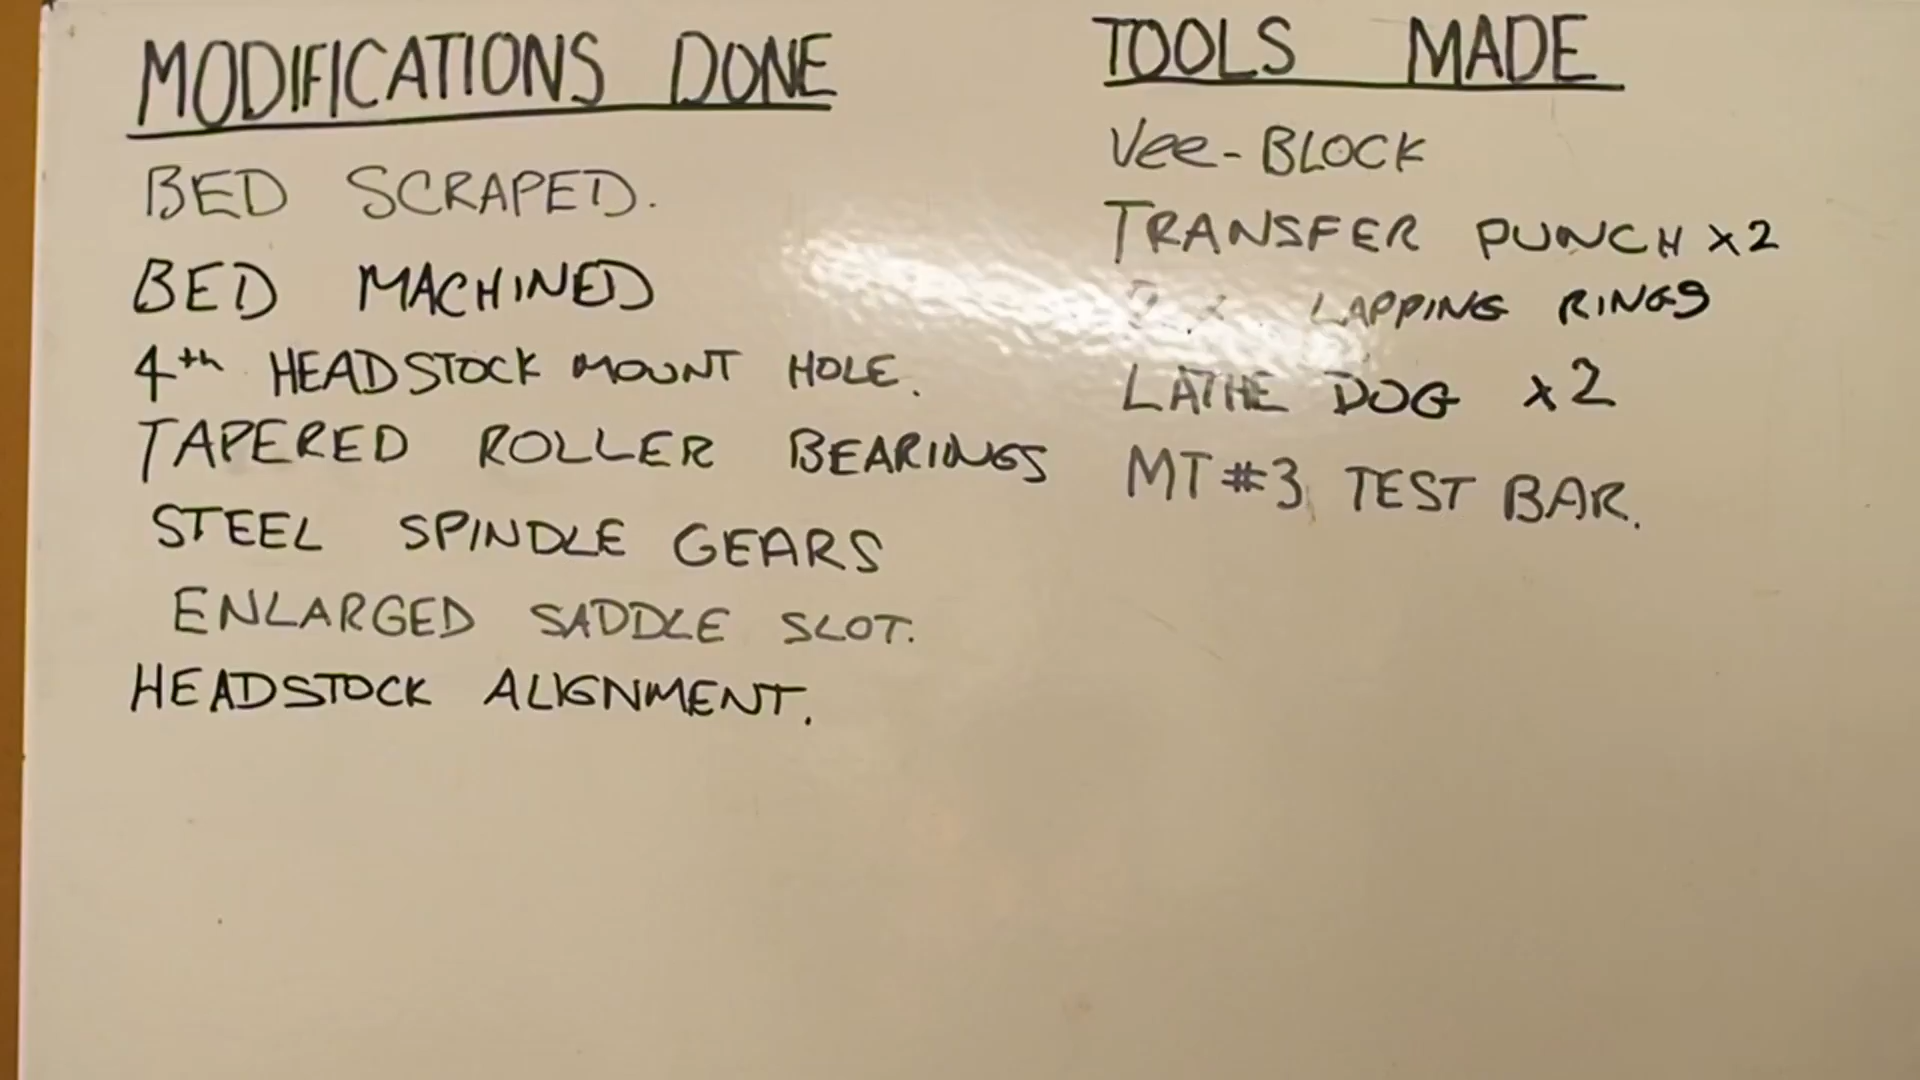 MODIFICATIONS DONE
BED SCRAPED.
BED MACHINED
4th HEADSTOCK MOUNT HOLE.
TAPERED ROLLER BEARINGS
STEEL SPINDLE GEARS
ENLARGED SADDLE SLOT.
HEADSTOCK ALIGNMENT.
TOOLS MADE
Vee-BLOCK
TRANSFER PUNCH x2
LAPPING RINGS
LATHE DOG x2
MT #3 TEST BAR.